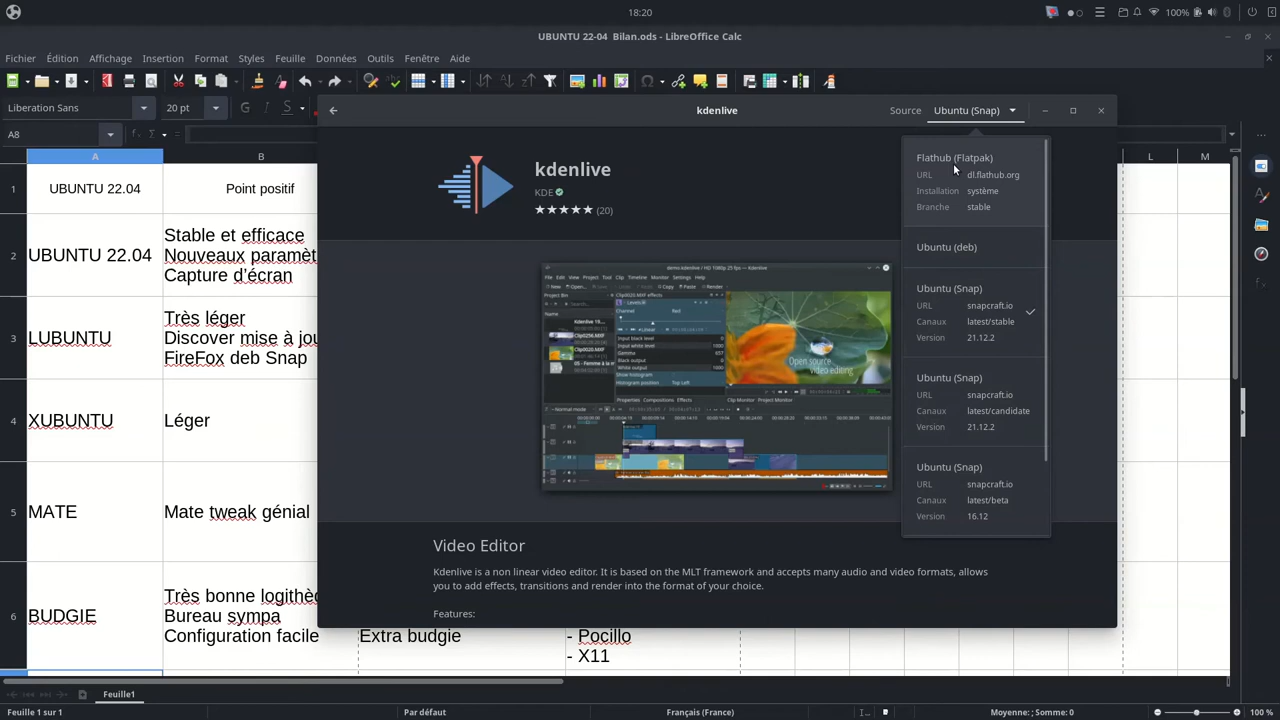 18:20
100%
UBUNTU 22-04 Bilan.ods - LibreOffice Calc
Fichier Édition Affichage Insertion Format Styles Feuille Données Outils Fenêtre Aide
Liberation Sans 20 pt G I S
A8
A B L M
1 UBUNTU 22.04 Point positif
2 UBUNTU 22.04
Stable et efficace
Nouveaux paramèt
Capture d'écran
3 LUBUNTU
Très léger
Discover mise à jou
FireFox deb Snap
4 XUBUNTU Léger
5 MATE Mate tweak génial
6 BUDGIE
Très bonne logithèq
Bureau sympa
Configuration facile
Extra budgie
- Pocillo
- X11
kdenlive
Source Ubuntu (Snap)
kdenlive
KDE
(20)
Open source
video editing
Video Editor
Kdenlive is a non linear video editor. It is based on the MLT framework and accepts many audio and video formats, allows
you to add effects, transitions and render into the format of your choice.
Features:
Flathub (Flatpak)
URL dl.flathub.org
Installation système
Branche stable
Ubuntu (deb)
Ubuntu (Snap)
URL snapcraft.io
Canaux latest/stable
Version 21.12.2
Ubuntu (Snap)
URL snapcraft.io
Canaux latest/candidate
Version 21.12.2
Ubuntu (Snap)
URL snapcraft.io
Canaux latest/beta
Version 16.12
Feuille1
Feuille 1 sur 1 Par défaut Français (France) Moyenne: ; Somme: 0 100 %